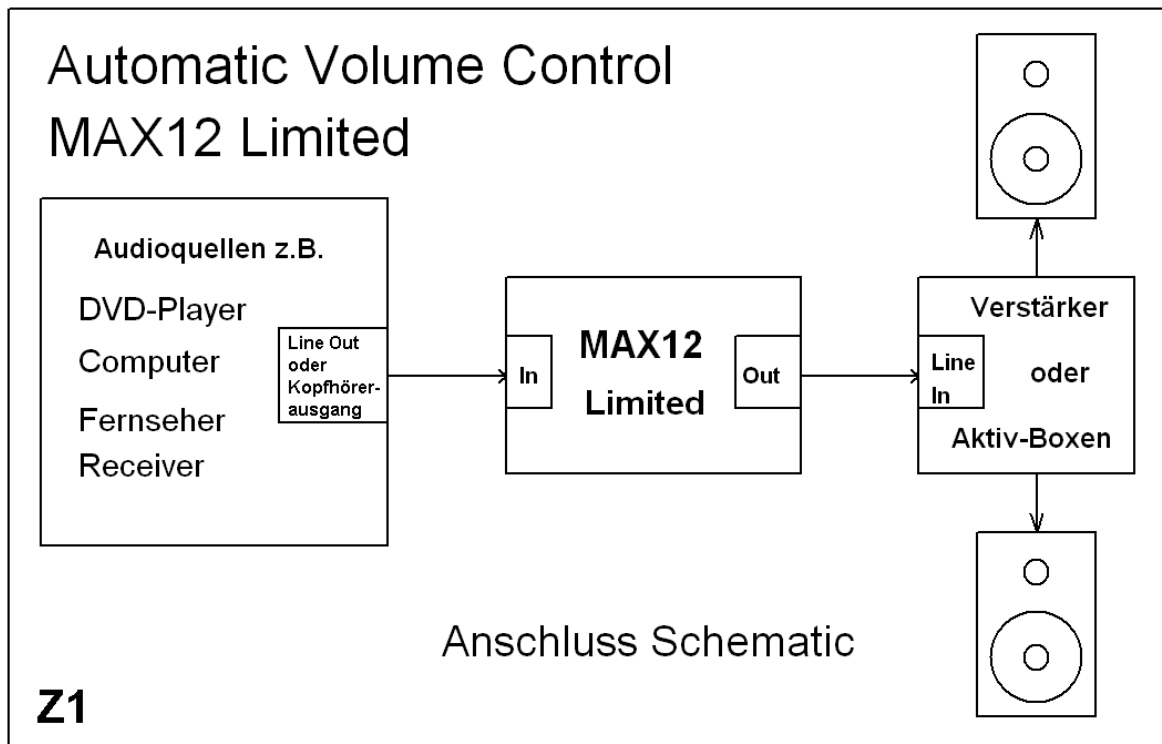 Automatic Volume Control
MAX12 Limited
Audioquellen z.B.
DVD-Player
Computer
Fernseher
Receiver
Line Out
oder
Kopfhörer-
ausgang
In
MAX12
Limited
Out
Line
In
Verstärker
oder
Aktiv-Boxen
Anschluss Schematic
Z1